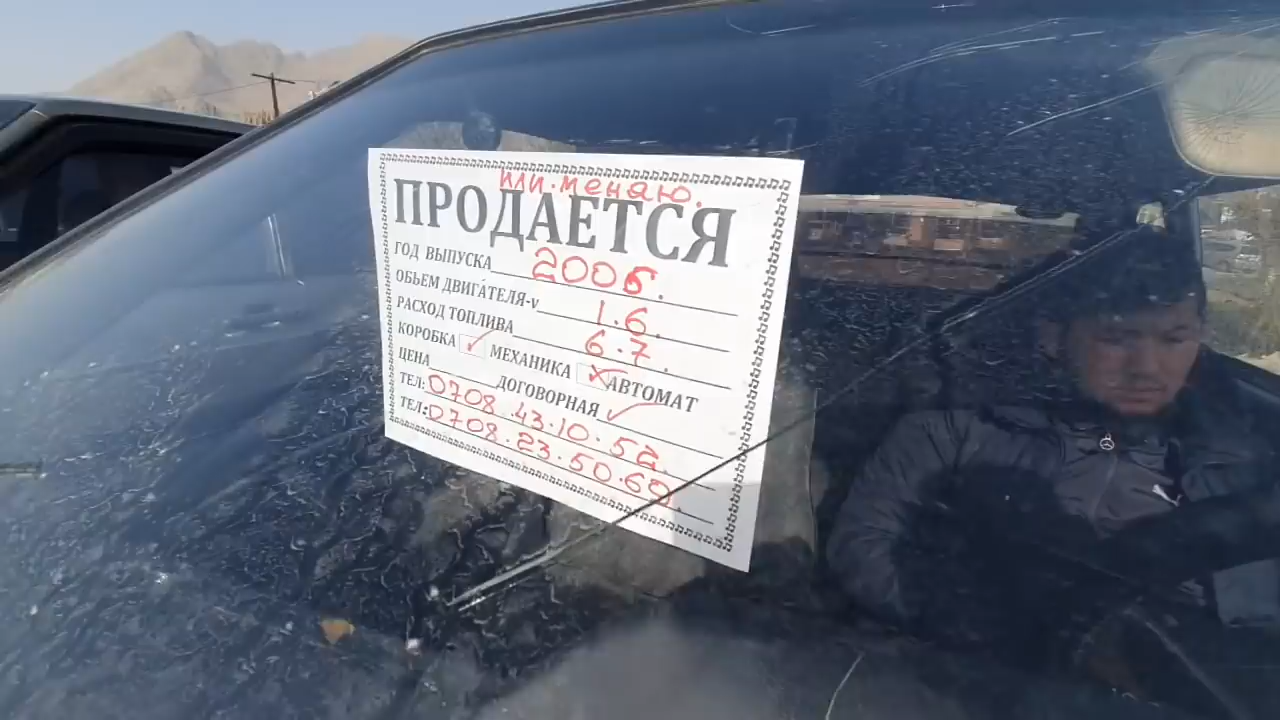 или. меняю.
ПРОДАЕТСЯ
ГОД ВЫПУСКА 2006.
ОБЬЕМ ДВИГАТЕЛЯ-v 1.6.
РАСХОД ТОПЛИВА 6.7.
КОРОБКА ✓ МЕХАНИКА X АВТОМАТ
ЦЕНА ДОГОВОРНАЯ ✓
ТЕЛ: 0708.43.10.52.
ТЕЛ: 0708.23.50.60.